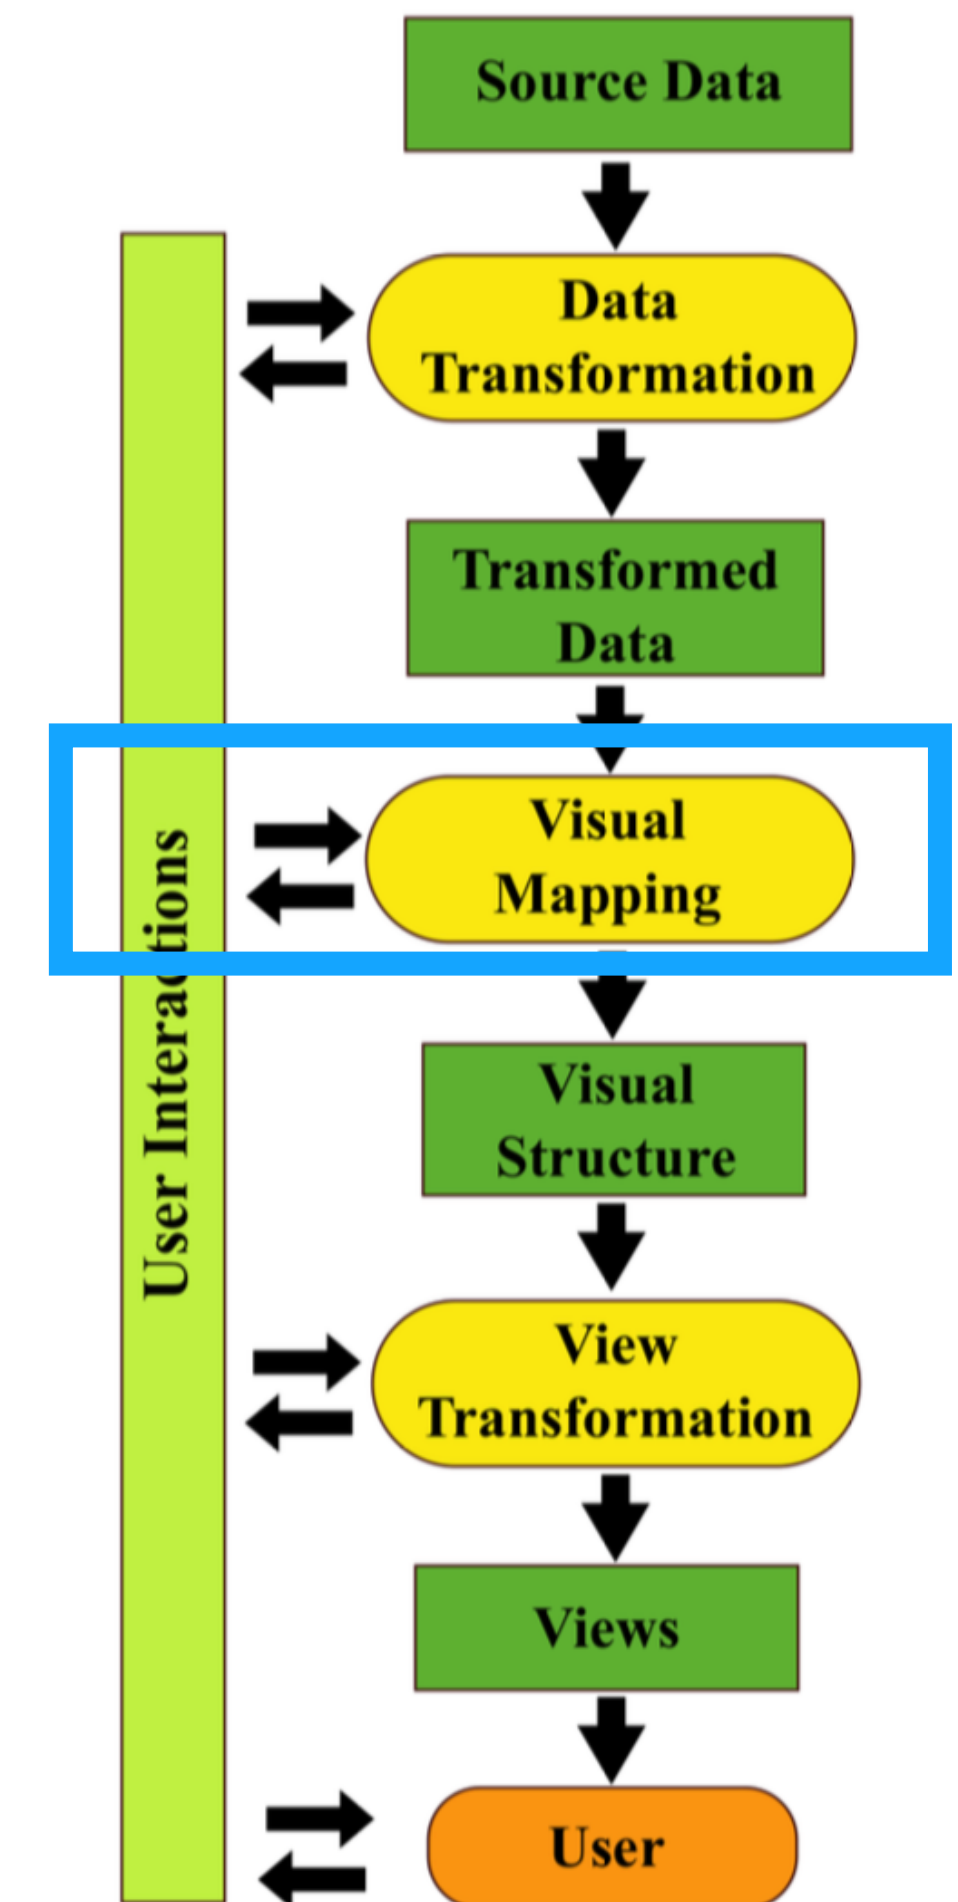 Source Data
Data
Transformation
Transformed
Data
User Interactions
Visual
Mapping
Visual
Structure
View
Transformation
Views
User